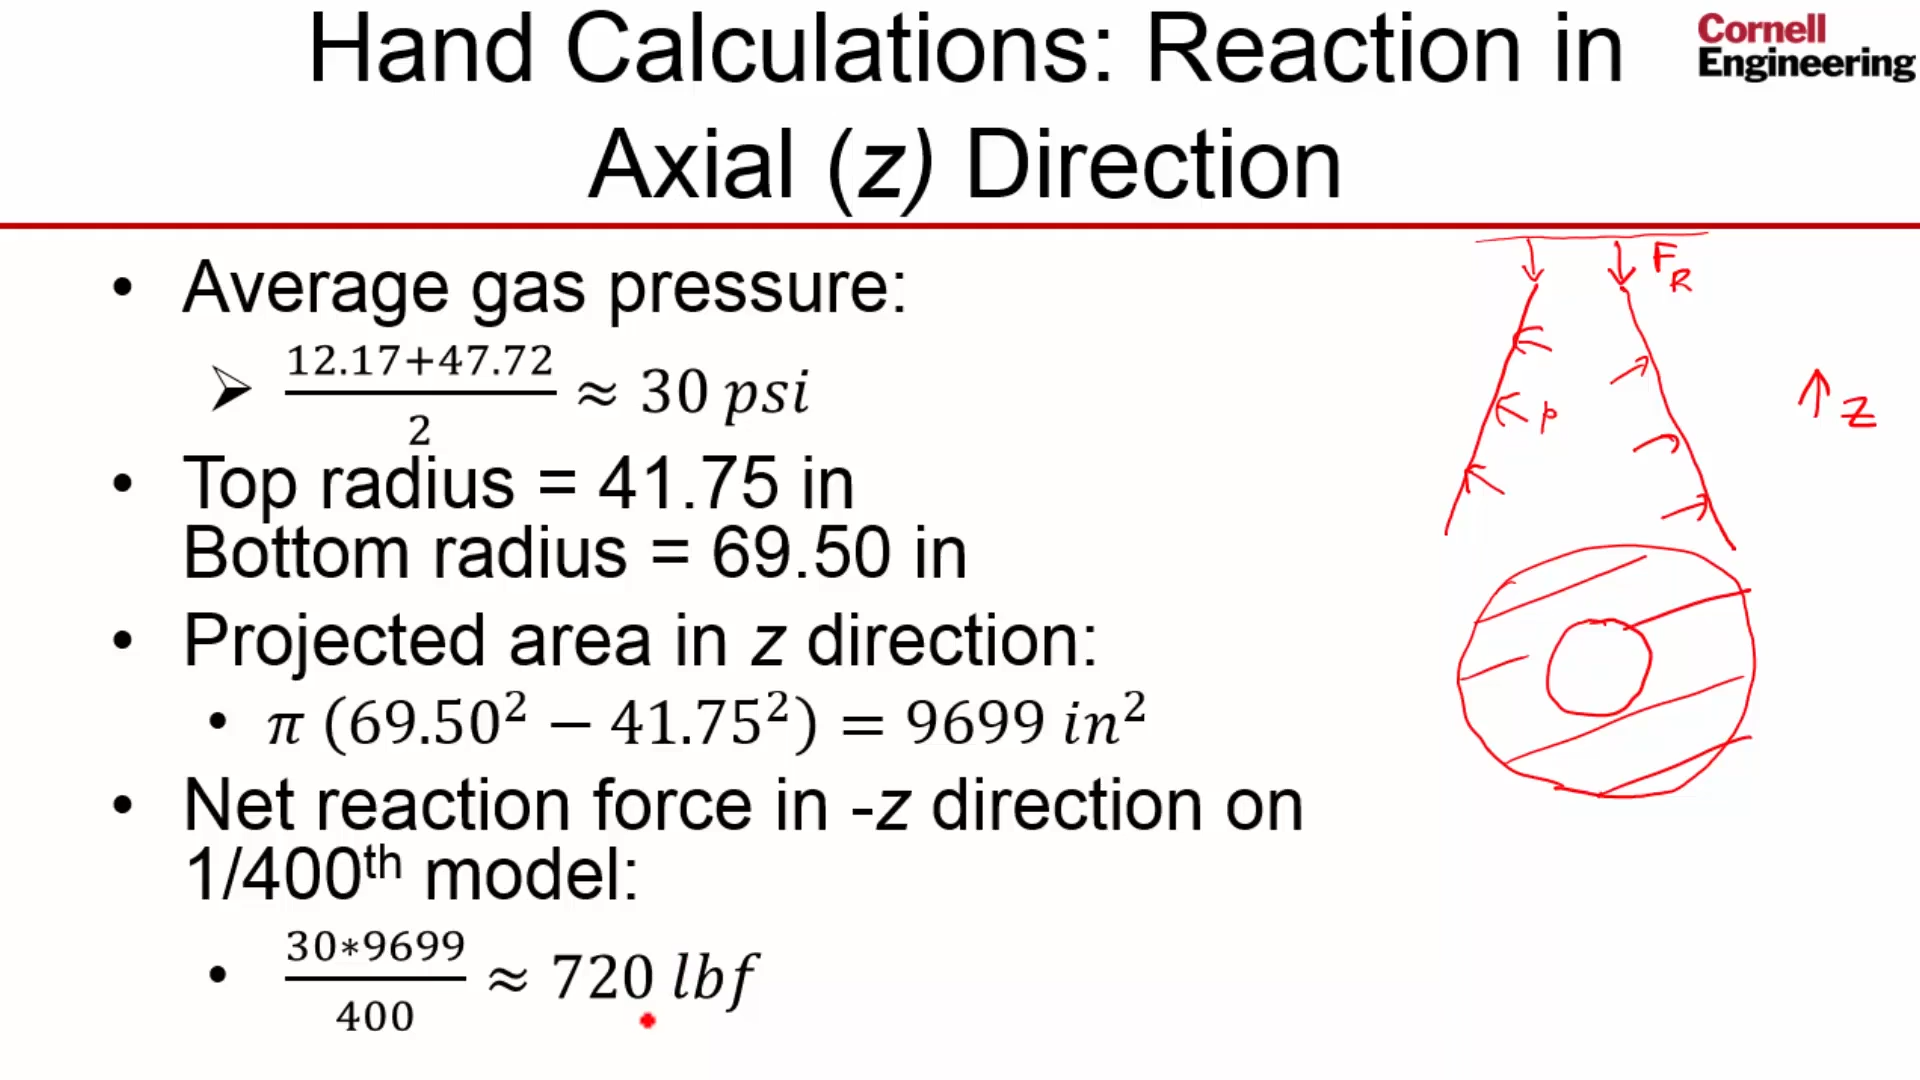 Hand Calculations: Reaction in
Axial (z) Direction
Cornell
Engineering
• Average gas pressure:
➢ \frac{12.17+47.72}{2} ≈ 30 psi
• Top radius = 41.75 in
Bottom radius = 69.50 in
• Projected area in z direction:
• π (69.50² − 41.75²) = 9699 in²
• Net reaction force in -z direction on
1/400th model:
• \frac{30*9699}{400} ≈ 720 lbf
F_R
p
z